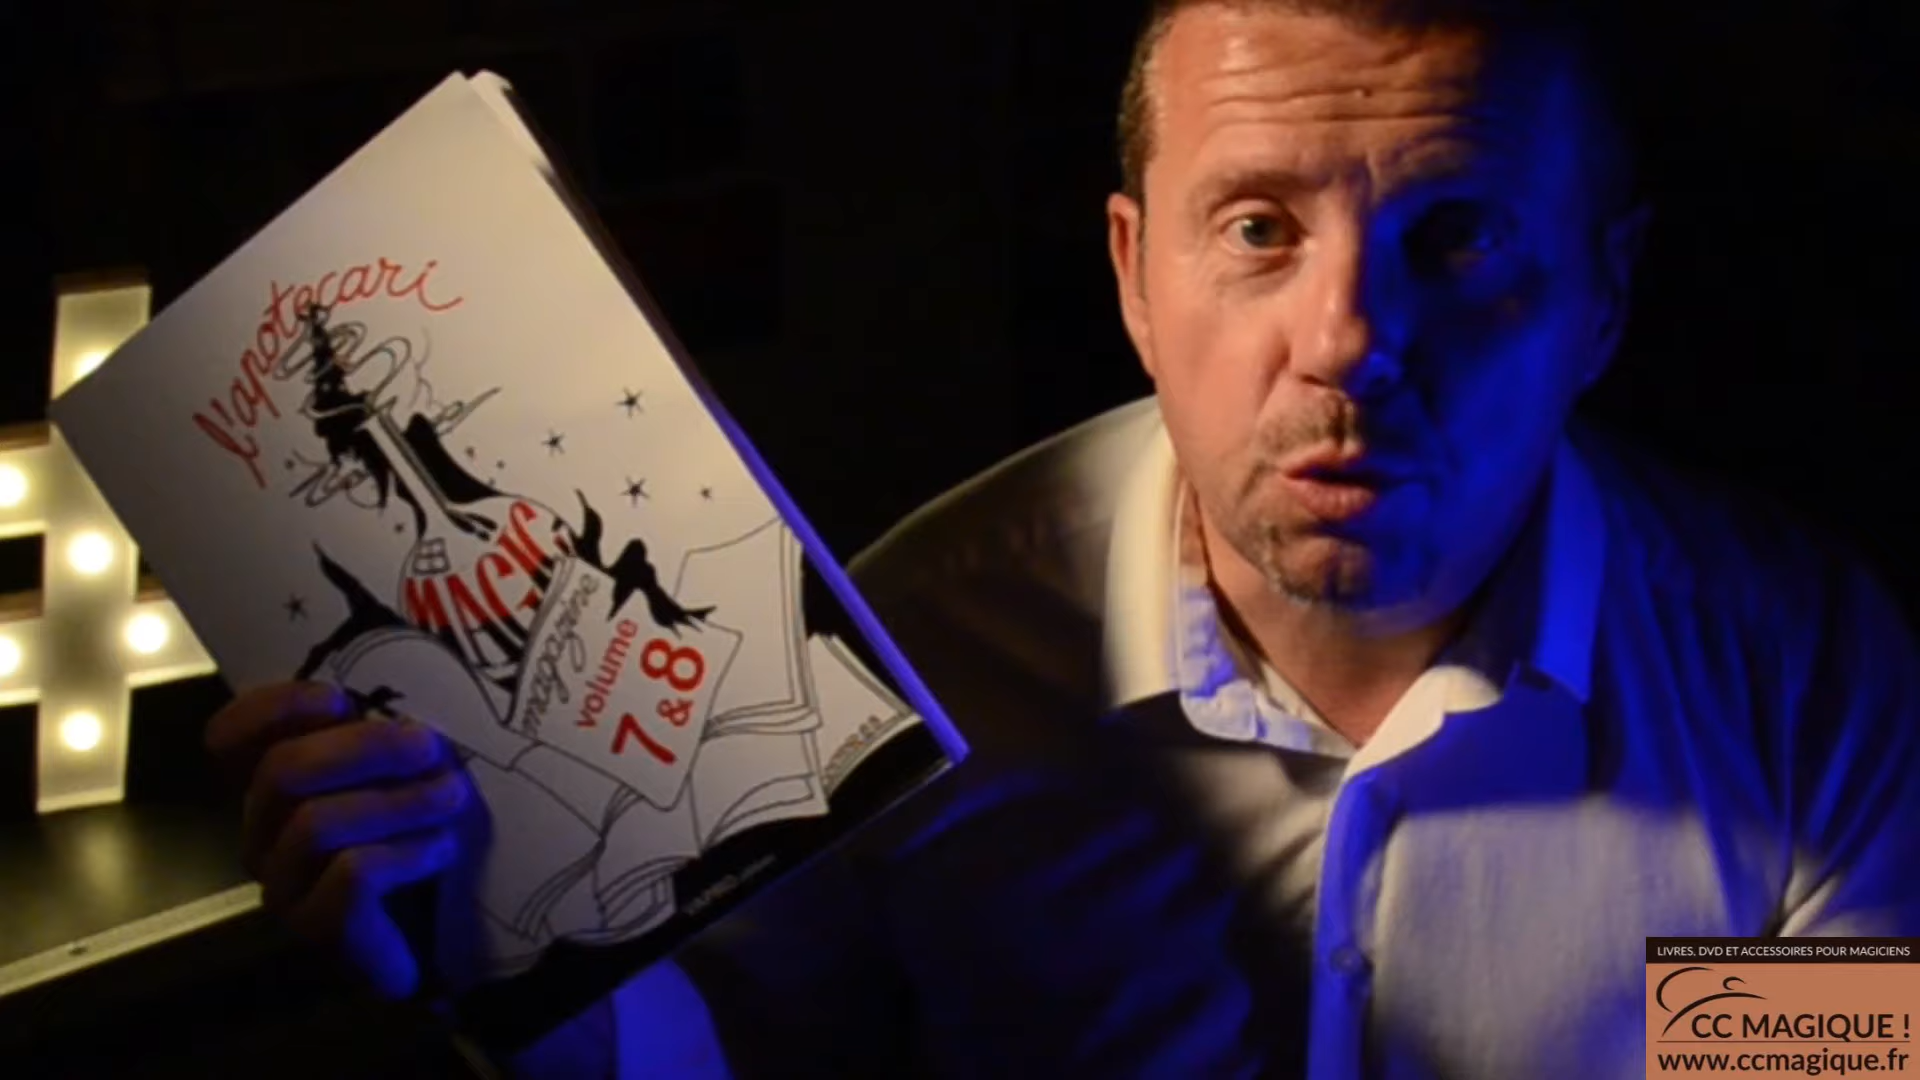 l'apotecari
MAGIC
magazine
volume
7&8
LIVRES, DVD ET ACCESSOIRES POUR MAGICIENS
CC MAGIQUE !
www.ccmagique.fr